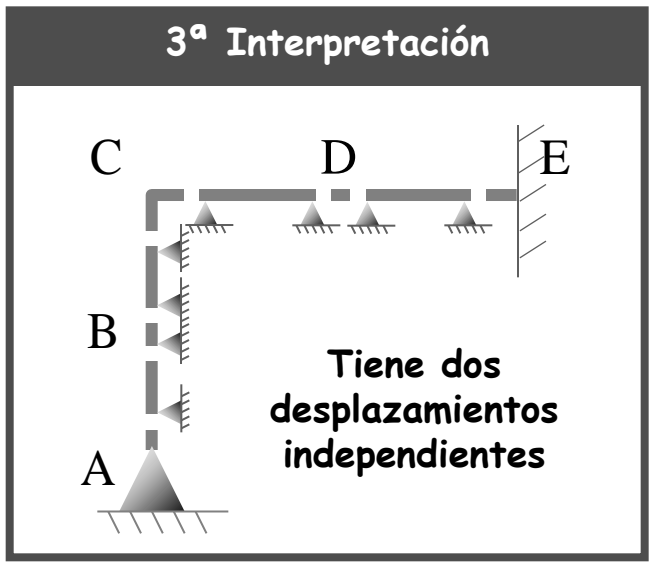 3ª Interpretación
C
D
E
B
A
Tiene dos
desplazamientos
independientes